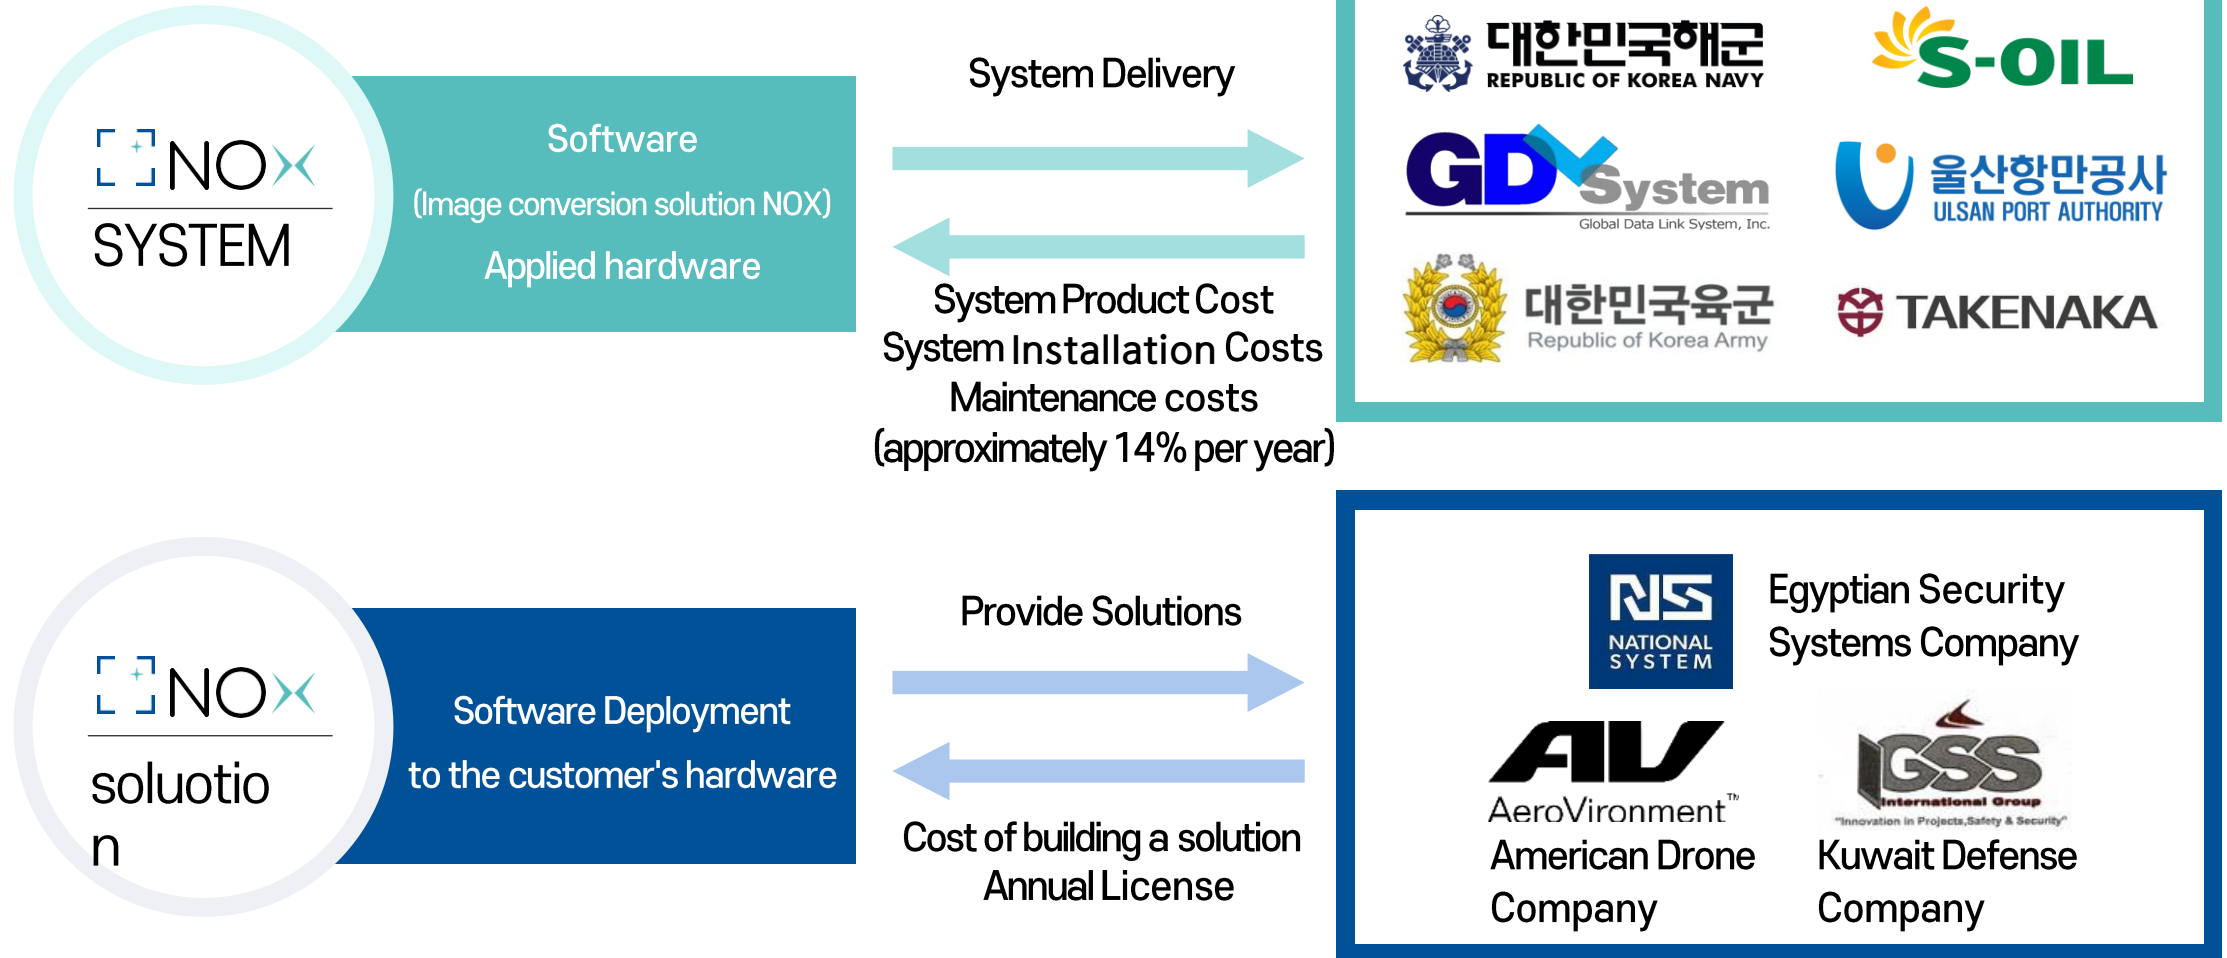 NOX
SYSTEM
Software
(Image conversion solution NOX)
Applied hardware
System Delivery
System Product Cost
System Installation Costs
Maintenance costs
(approximately 14% per year)
대한민국해군
REPUBLIC OF KOREA NAVY
S-OIL
GDL System
Global Data Link System, Inc.
울산항만공사
ULSAN PORT AUTHORITY
대한민국육군
Republic of Korea Army
TAKENAKA
NOX
soluotio
n
Software Deployment
to the customer's hardware
Provide Solutions
Cost of building a solution
Annual License
NS
NATIONAL
SYSTEM
Egyptian Security
Systems Company
AV
AeroVironment™
American Drone
Company
IGSS
International Group
"Innovation in Projects,Safety & Security"
Kuwait Defense
Company